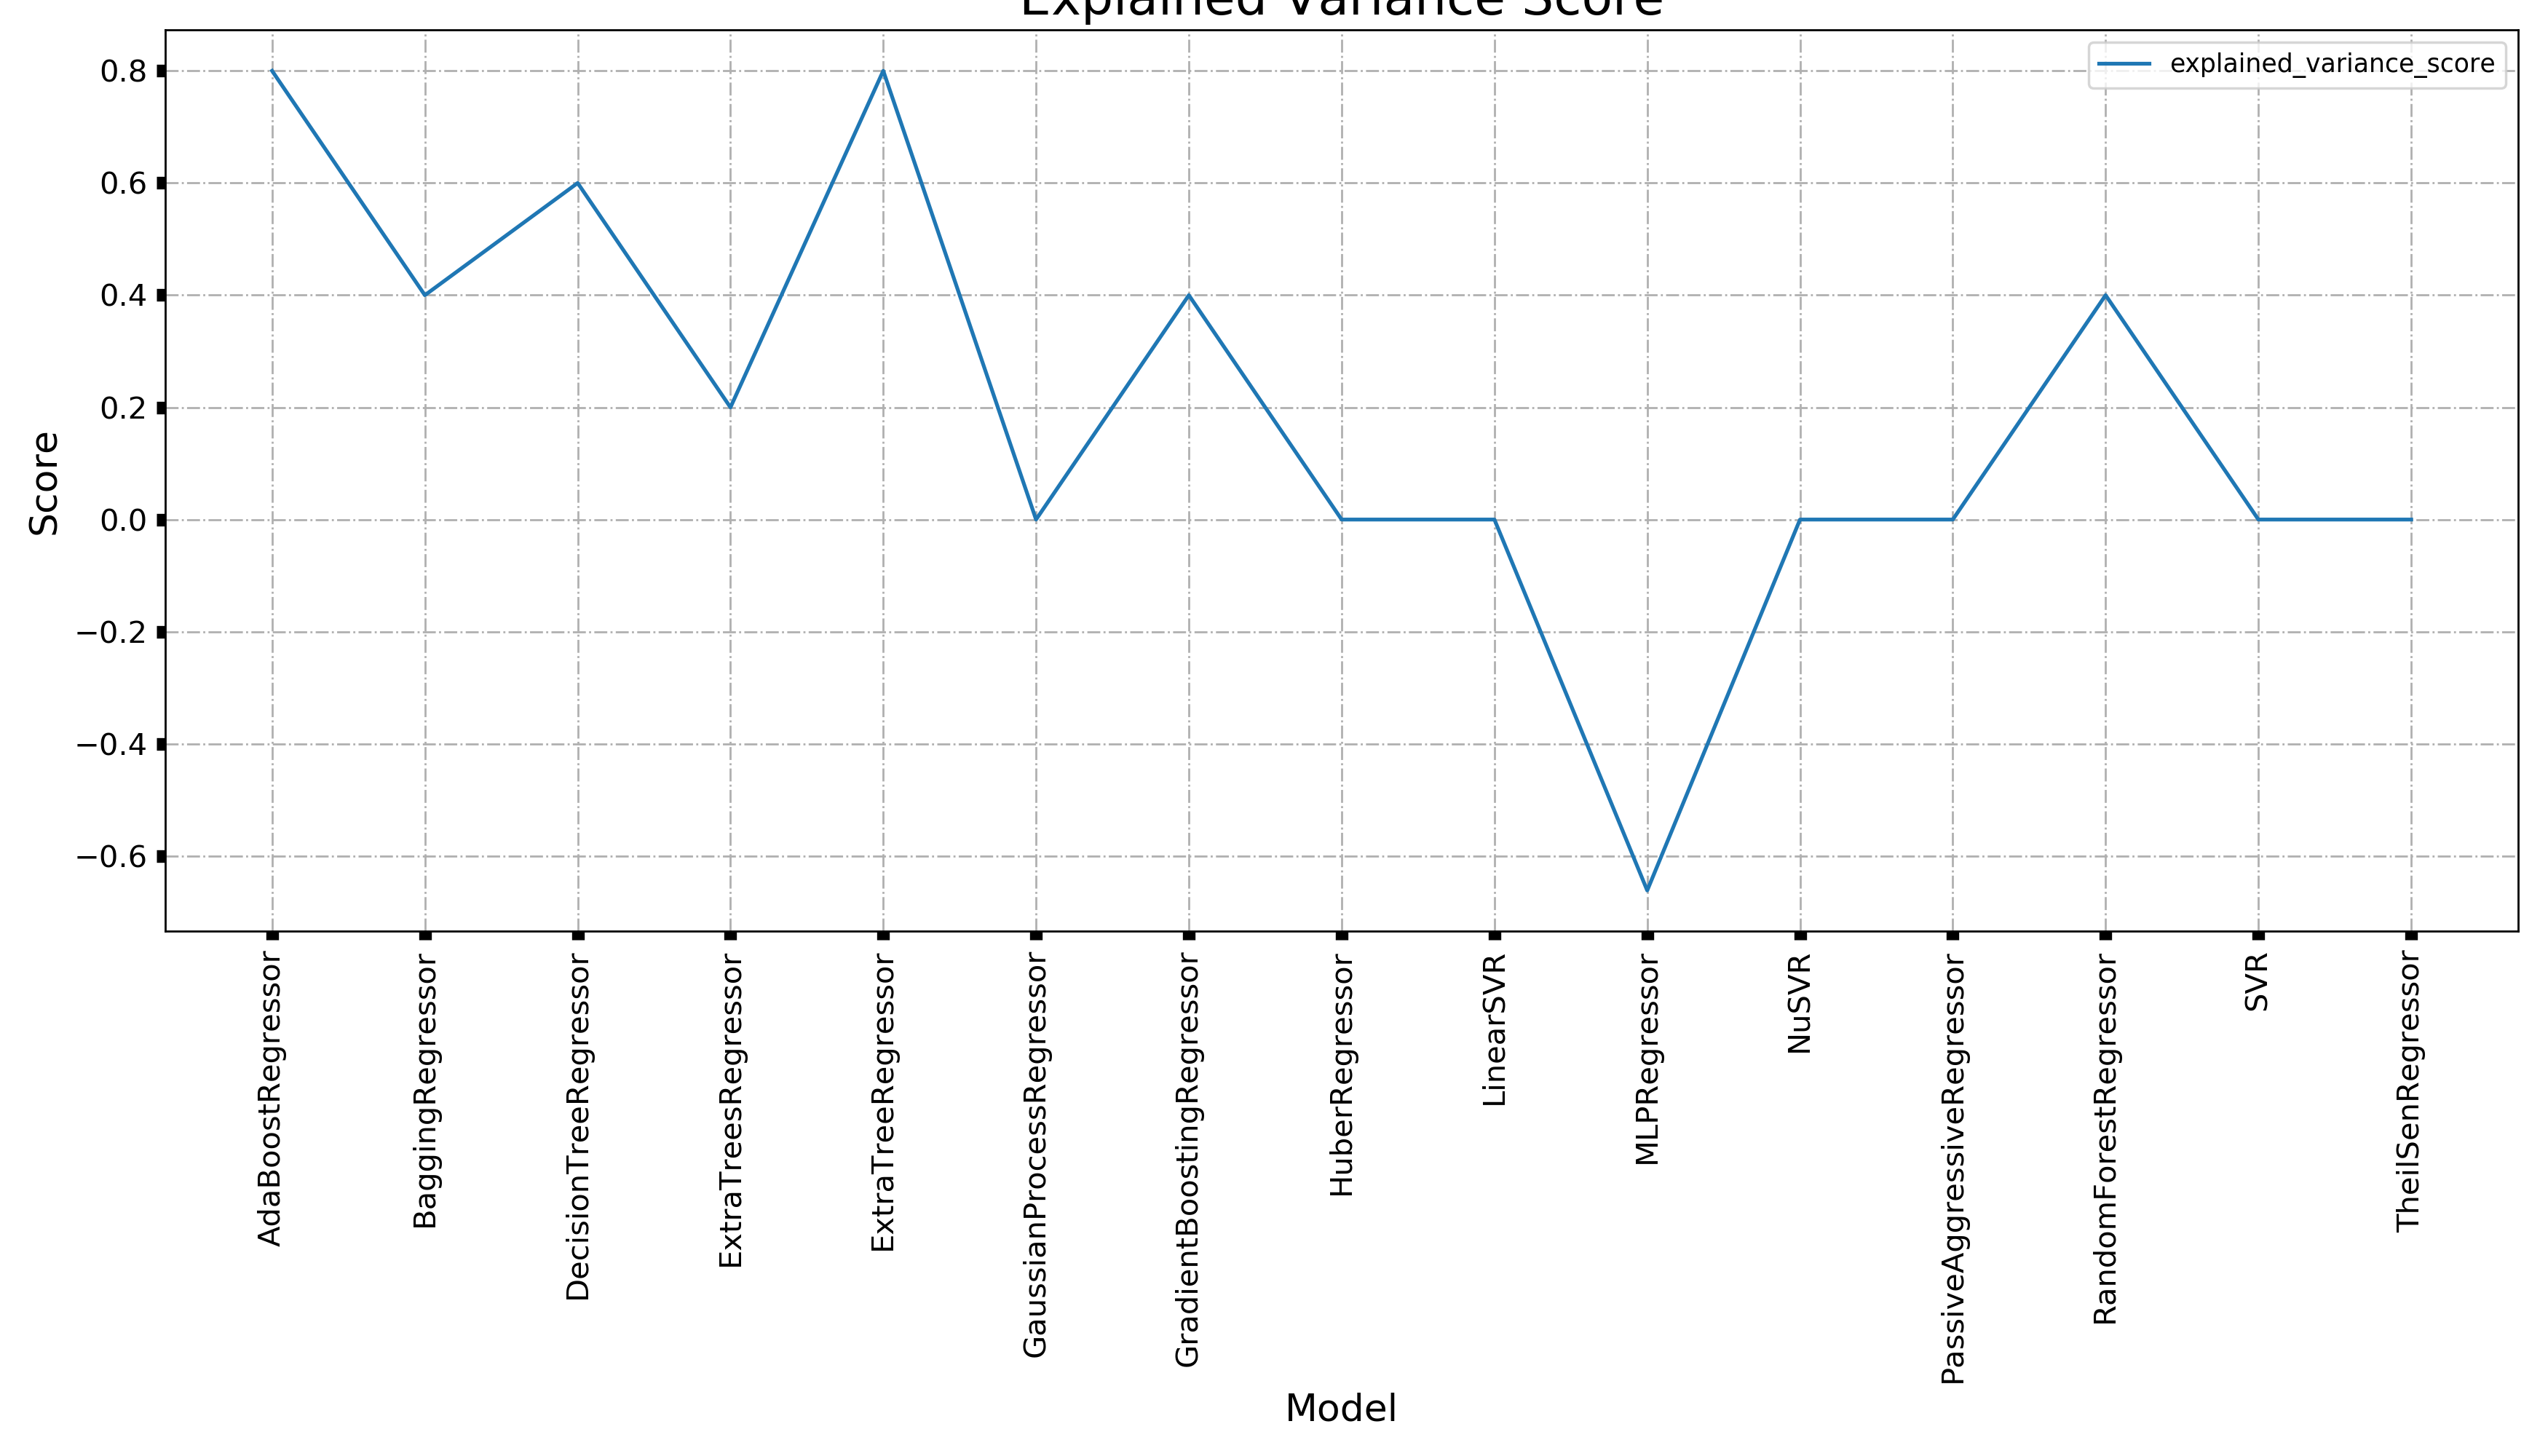 Explained Variance Score
explained_variance_score
0.8
0.6
0.4
0.2
0.0
−0.2
−0.4
−0.6
Score
AdaBoostRegressor
BaggingRegressor
DecisionTreeRegressor
ExtraTreesRegressor
ExtraTreeRegressor
GaussianProcessRegressor
GradientBoostingRegressor
HuberRegressor
LinearSVR
MLPRegressor
NuSVR
PassiveAggressiveRegressor
RandomForestRegressor
SVR
TheilSenRegressor
Model